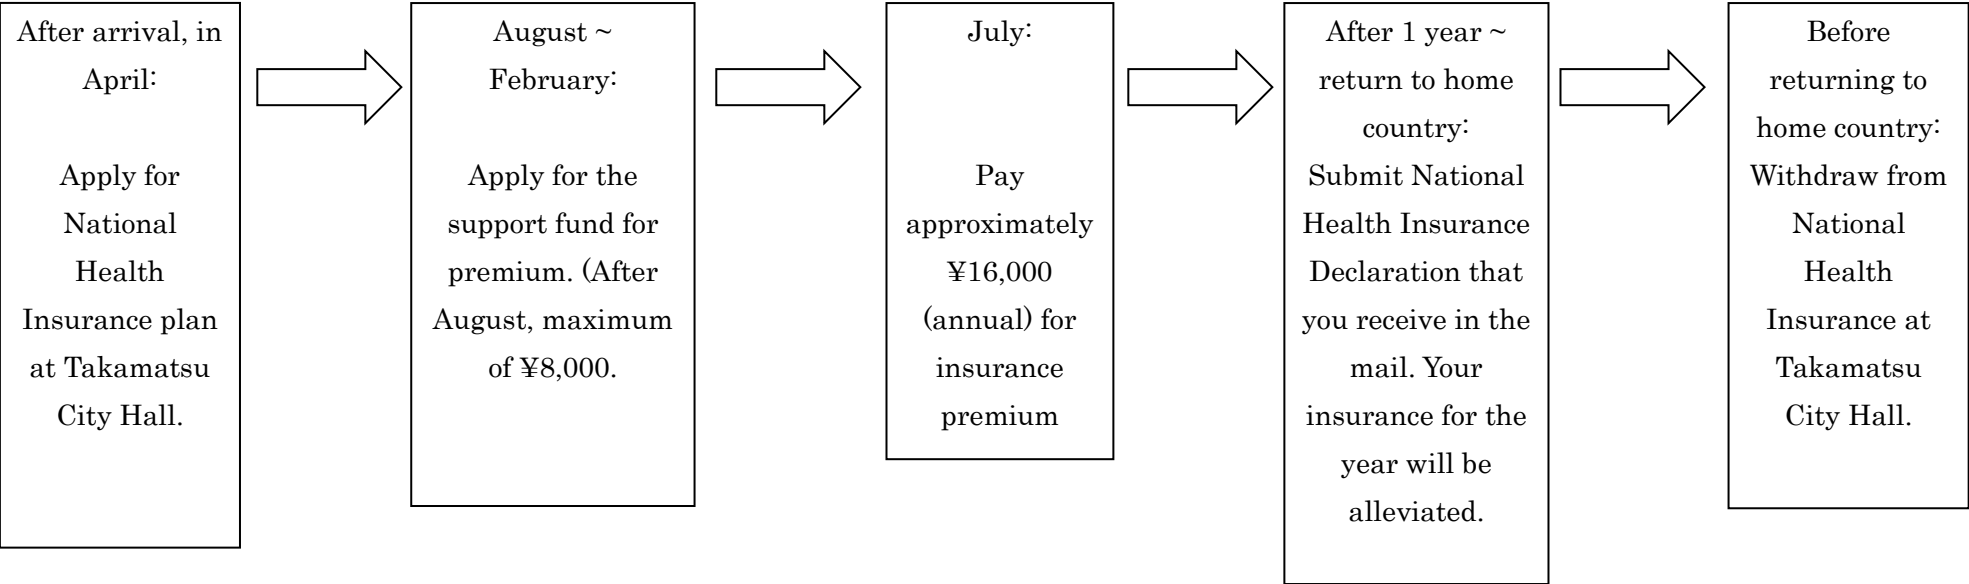 After arrival, in
April:
Apply for
National
Health
Insurance plan
at Takamatsu
City Hall.
August ~
February:
Apply for the
support fund for
premium. (After
August, maximum
of ¥8,000.
July:
Pay
approximately
¥16,000
(annual) for
insurance
premium
After 1 year ~
return to home
country:
Submit National
Health Insurance
Declaration that
you receive in the
mail. Your
insurance for the
year will be
alleviated.
Before
returning to
home country:
Withdraw from
National
Health
Insurance at
Takamatsu
City Hall.